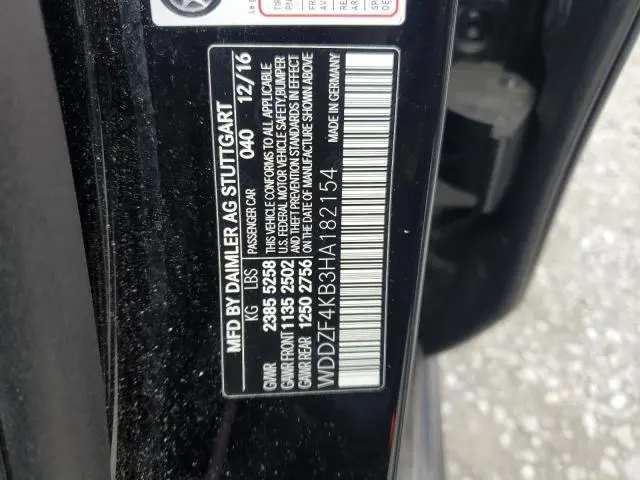 MFD BY DAIMLER AG STUTTGART
KG LBS PASSENGER CAR 040 12/16
GVWR 2385 5258 THIS VEHICLE CONFORMS TO ALL APPLICABLE
GAWR FRONT 1135 2502 U.S. FEDERAL MOTOR VEHICLE SAFETY, BUMPER
GAWR REAR 1250 2756 AND THEFT PREVENTION STANDARDS IN EFFECT
ON THE DATE OF MANUFACTURE SHOWN ABOVE
WDDZF4KB3HA182154 MADE IN GERMANY